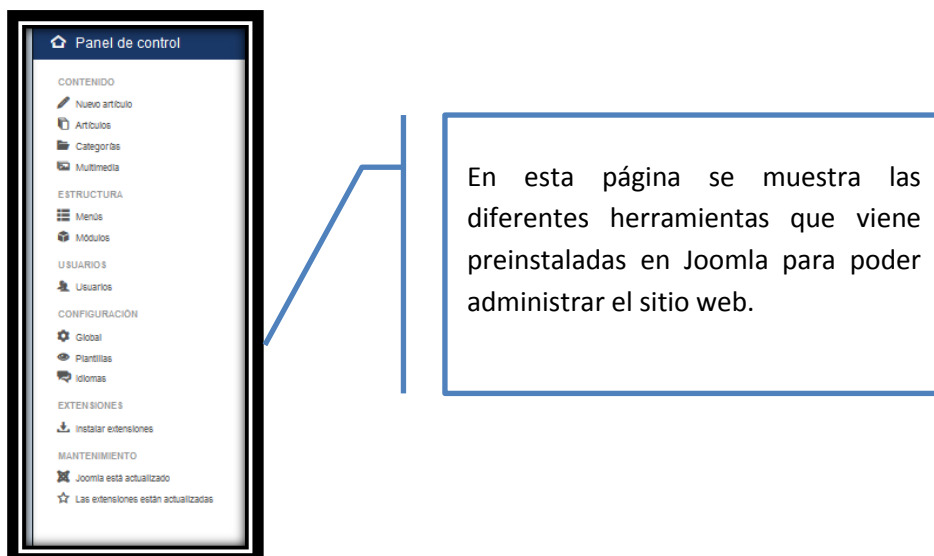 Panel de control
CONTENIDO
Nuevo artículo
Artículos
Categorías
Multimedia
ESTRUCTURA
Menús
Módulos
USUARIOS
Usuarios
CONFIGURACIÓN
Global
Plantillas
Idiomas
EXTENSIONES
Instalar extensiones
MANTENIMIENTO
Joomla está actualizado
Las extensiones están actualizadas
En esta página se muestra las
diferentes herramientas que viene
preinstaladas en Joomla para poder
administrar el sitio web.